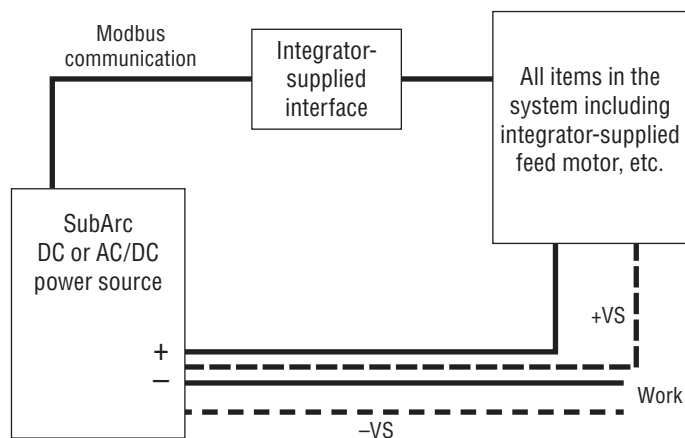 Modbus
communication
Integrator-
supplied
interface
All items in the
system including
integrator-supplied
feed motor, etc.
SubArc
DC or AC/DC
power source
+
–
+VS
Work
–VS